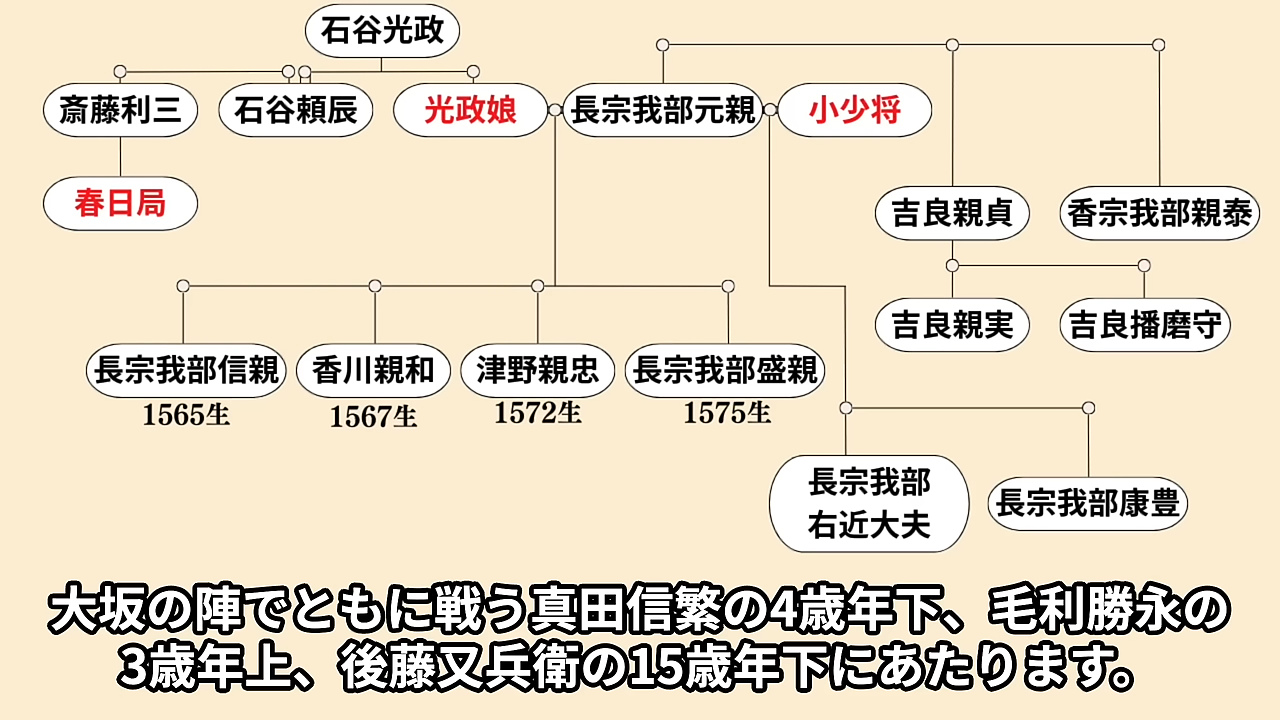 石谷光政
斎藤利三
石谷頼辰
光政娘
長宗我部元親
小少将
春日局
吉良親貞
香宗我部親泰
吉良親実
吉良播磨守
長宗我部信親
香川親和
津野親忠
長宗我部盛親
1565生
1567生
1572生
1575生
長宗我部
右近大夫
長宗我部康豊
大坂の陣でともに戦う真田信繁の4歳年下、毛利勝永の
3歳年上、後藤又兵衛の15歳年下にあたります。